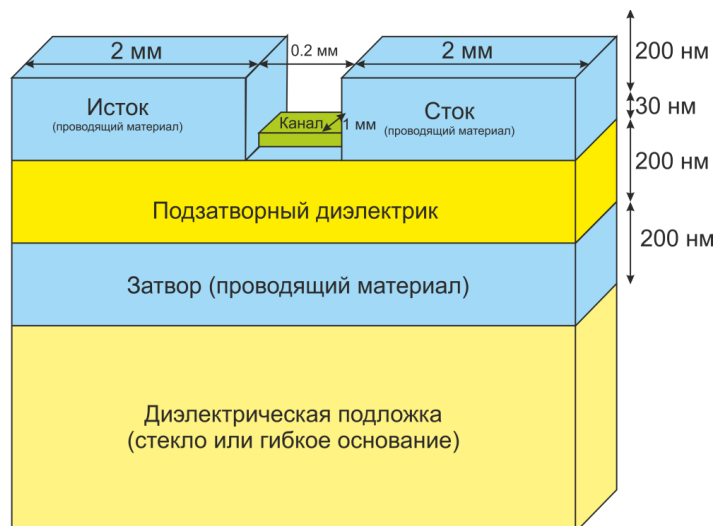 2 мм
0.2 мм
2 мм
200 нм
Исток
(проводящий материал)
Канал
1 мм
Сток
(проводящий материал)
30 нм
200 нм
Подзатворный диэлектрик
200 нм
Затвор (проводящий материал)
Диэлектрическая подложка
(стекло или гибкое основание)